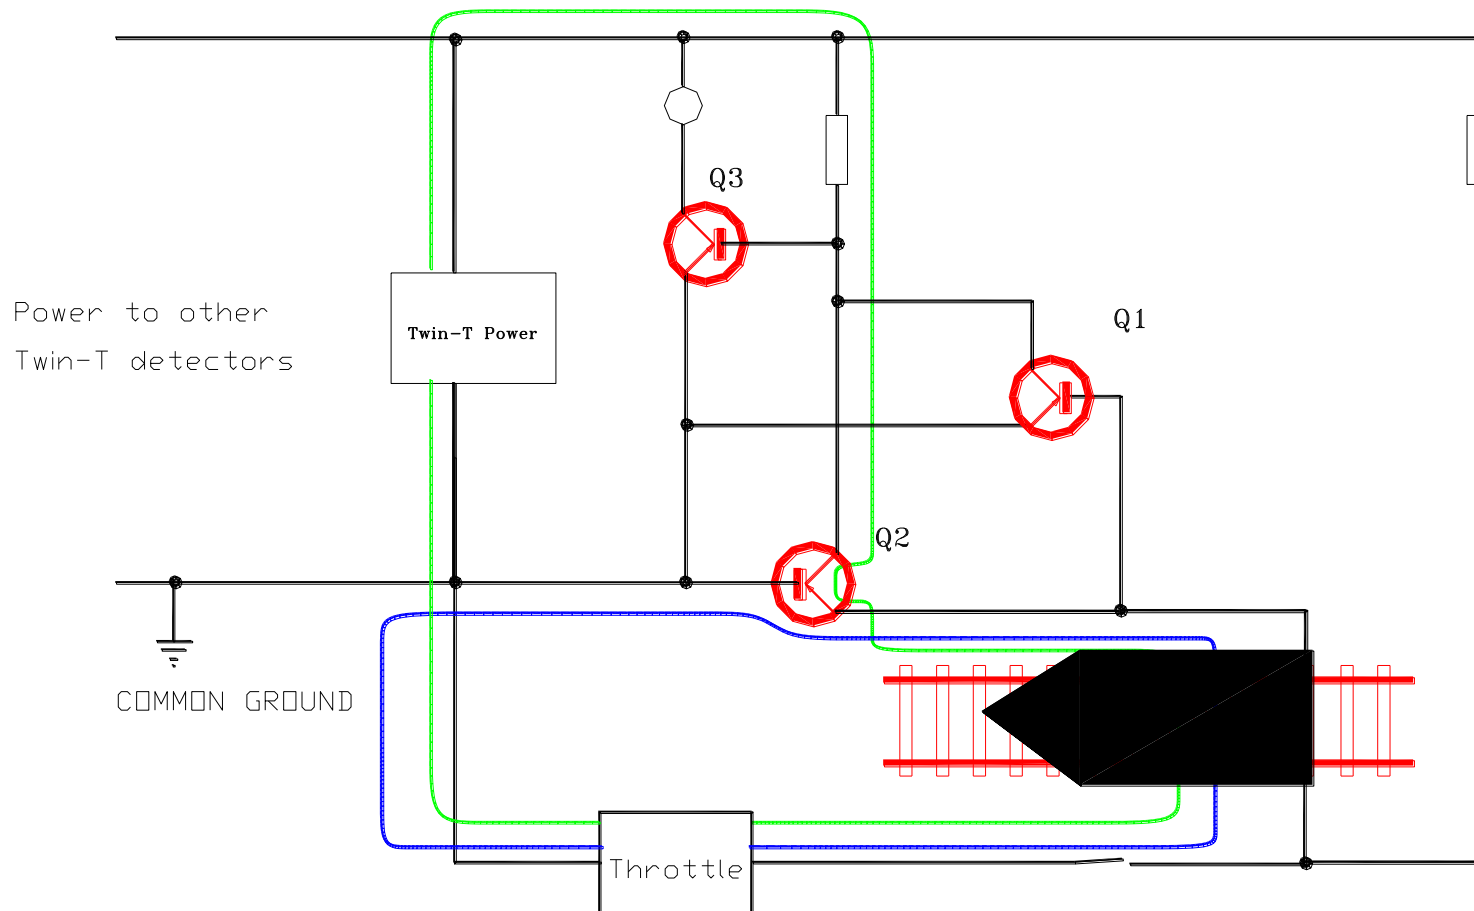 Q3
Q1
Power to other
Twin-T detectors
Twin-T Power
Q2
COMMON GROUND
Throttle